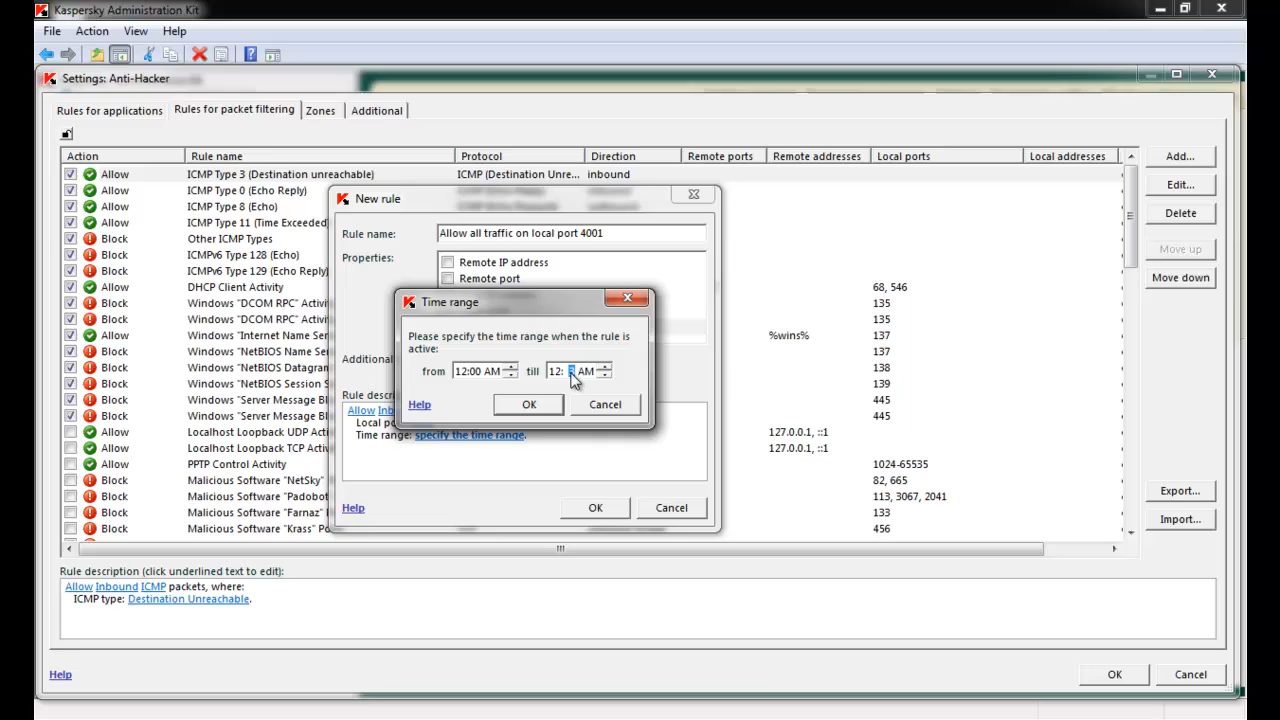 Kaspersky Administration Kit
File Action View Help
Settings: Anti-Hacker
Rules for applications Rules for packet filtering Zones Additional
Action Rule name Protocol Direction Remote ports Remote addresses Local ports Local addresses
Allow ICMP Type 3 (Destination unreachable) ICMP (Destination Unre... inbound
Allow ICMP Type 0 (Echo Reply)
Allow ICMP Type 8 (Echo)
Allow ICMP Type 11 (Time Exceeded)
Block Other ICMP Types
Block ICMPv6 Type 128 (Echo)
Block ICMPv6 Type 129 (Echo Reply)
Allow DHCP Client Activity 68, 546
Block Windows "DCOM RPC" Activi 135
Block Windows "DCOM RPC" Activi 135
Allow Windows "Internet Name Ser %wins% 137
Block Windows "NetBIOS Name Se 137
Block Windows "NetBIOS Datagra 138
Block Windows "NetBIOS Session S 139
Block Windows "Server Message Bl 445
Block Windows "Server Message Bl 445
Allow Localhost Loopback UDP Acti 127.0.0.1, ::1
Allow Localhost Loopback TCP Acti 127.0.0.1, ::1
Allow PPTP Control Activity 1024-65535
Block Malicious Software "NetSky" 82, 665
Block Malicious Software "Padobot 113, 3067, 2041
Block Malicious Software "Farnaz" 133
Block Malicious Software "Krass" P 456
Add...
Edit...
Delete
Move up
Move down
Export...
Import...
New rule
Rule name: Allow all traffic on local port 4001
Properties: Remote IP address
Remote port
Additional
Rule des
Allow Inb
Local po
Time range: specify the time range.
Help OK Cancel
Time range
Please specify the time range when the rule is
active:
from 12:00 AM till 12: AM
Help OK Cancel
Rule description (click underlined text to edit):
Allow Inbound ICMP packets, where:
ICMP type: Destination Unreachable.
Help OK Cancel